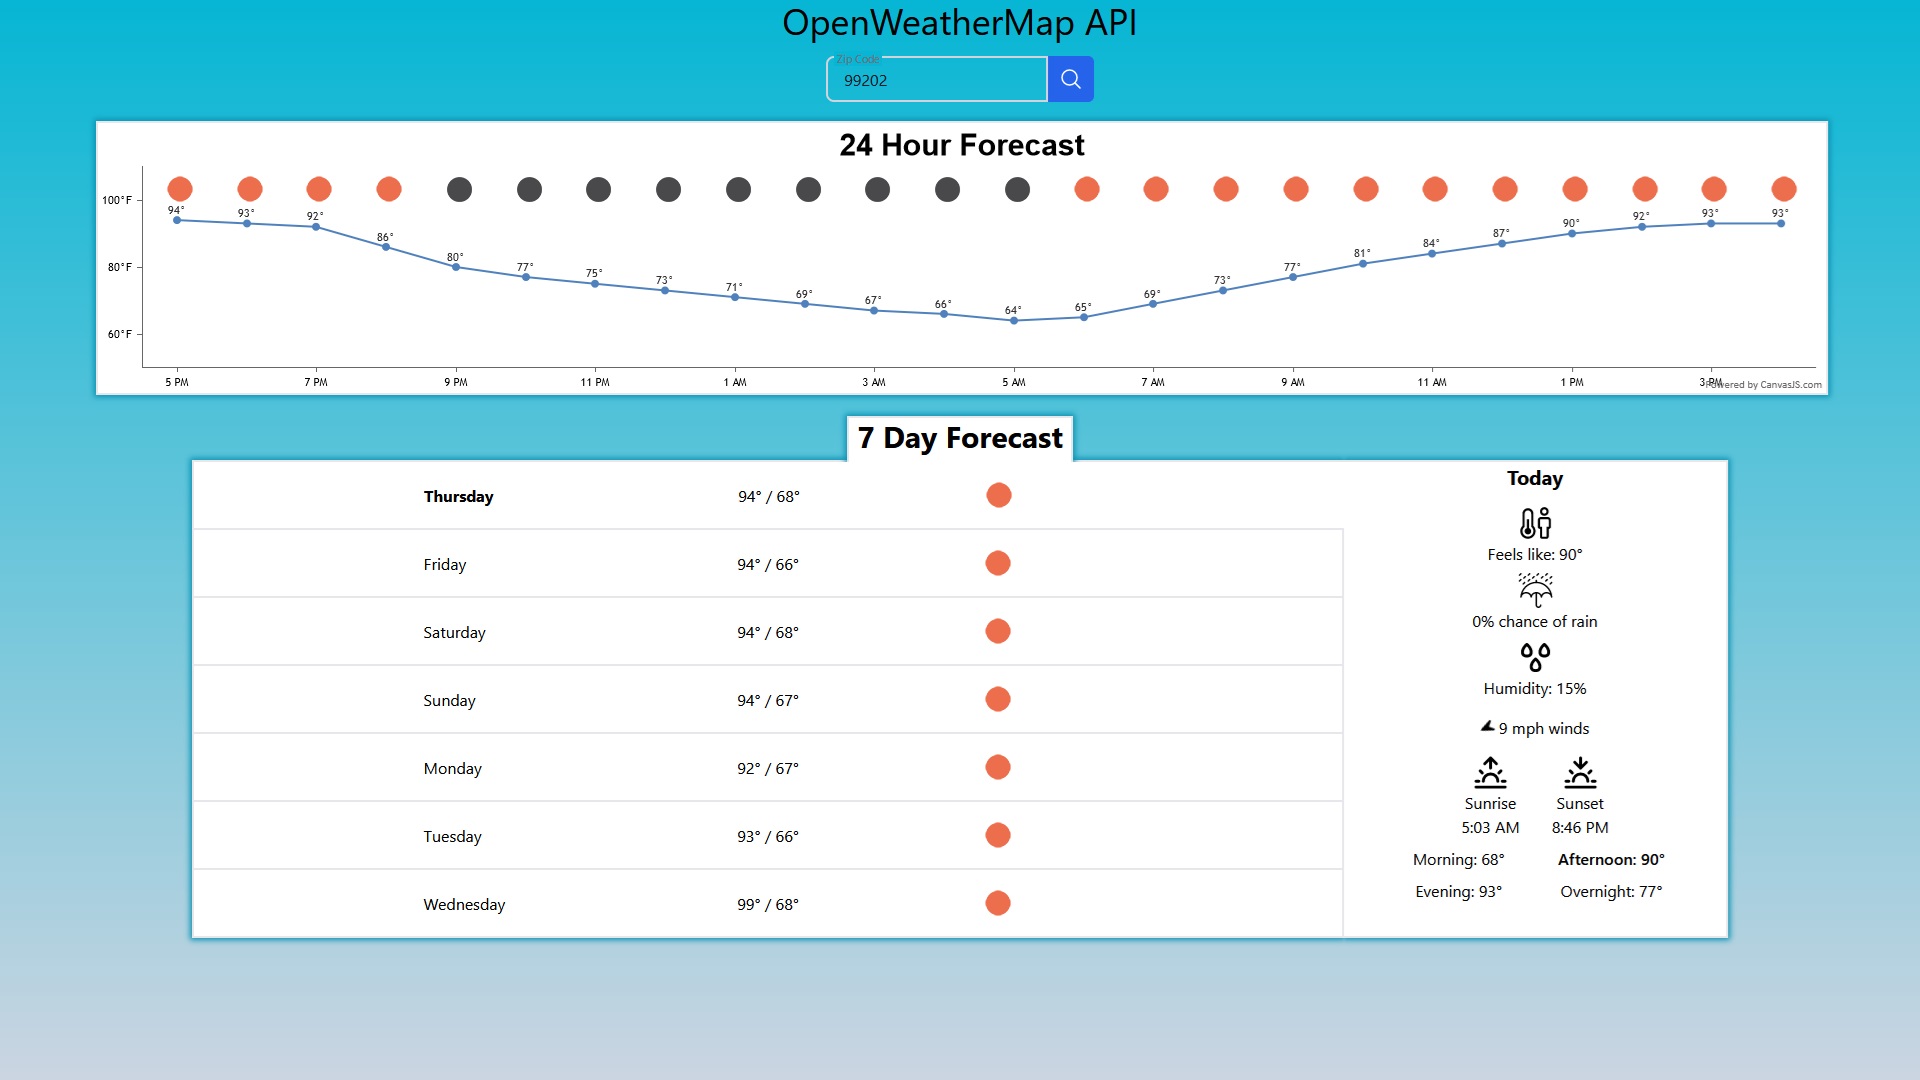 OpenWeatherMap API
Zip Code
99202
24 Hour Forecast
100°F
80°F
60°F
94° 93° 92° 86° 80° 77° 75° 73° 71° 69° 67° 66° 64° 65° 69° 73° 77° 81° 84° 87° 90° 92° 93° 93°
5 PM 7 PM 9 PM 11 PM 1 AM 3 AM 5 AM 7 AM 9 AM 11 AM 1 PM 3 PM
Powered by CanvasJS.com
7 Day Forecast
Thursday 94° / 68°
Friday 94° / 66°
Saturday 94° / 68°
Sunday 94° / 67°
Monday 92° / 67°
Tuesday 93° / 66°
Wednesday 99° / 68°
Today
Feels like: 90°
0% chance of rain
Humidity: 15%
9 mph winds
Sunrise Sunset
5:03 AM 8:46 PM
Morning: 68° Afternoon: 90°
Evening: 93° Overnight: 77°